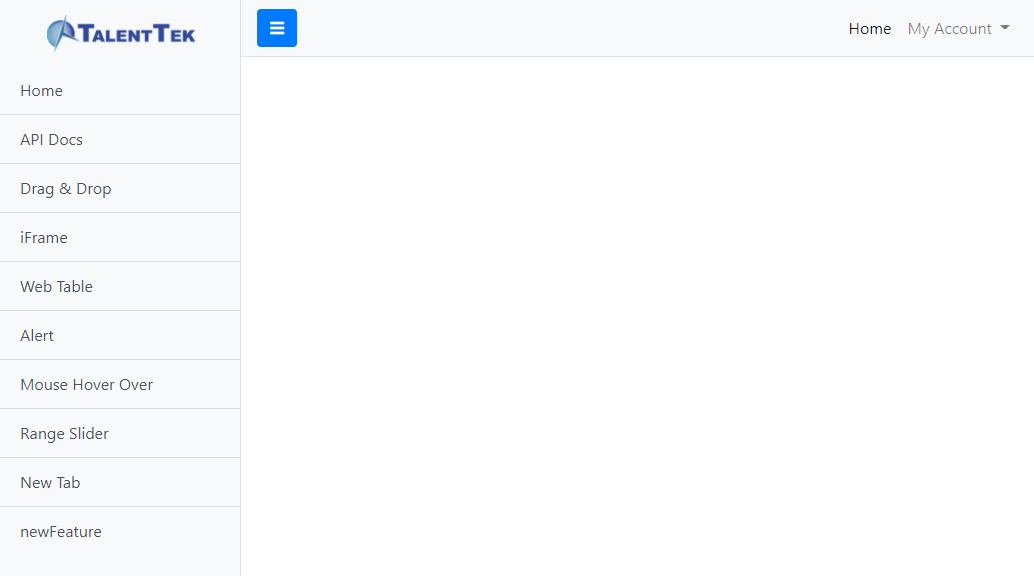 TALENTTEK
Home
My Account
Home
API Docs
Drag & Drop
iFrame
Web Table
Alert
Mouse Hover Over
Range Slider
New Tab
newFeature